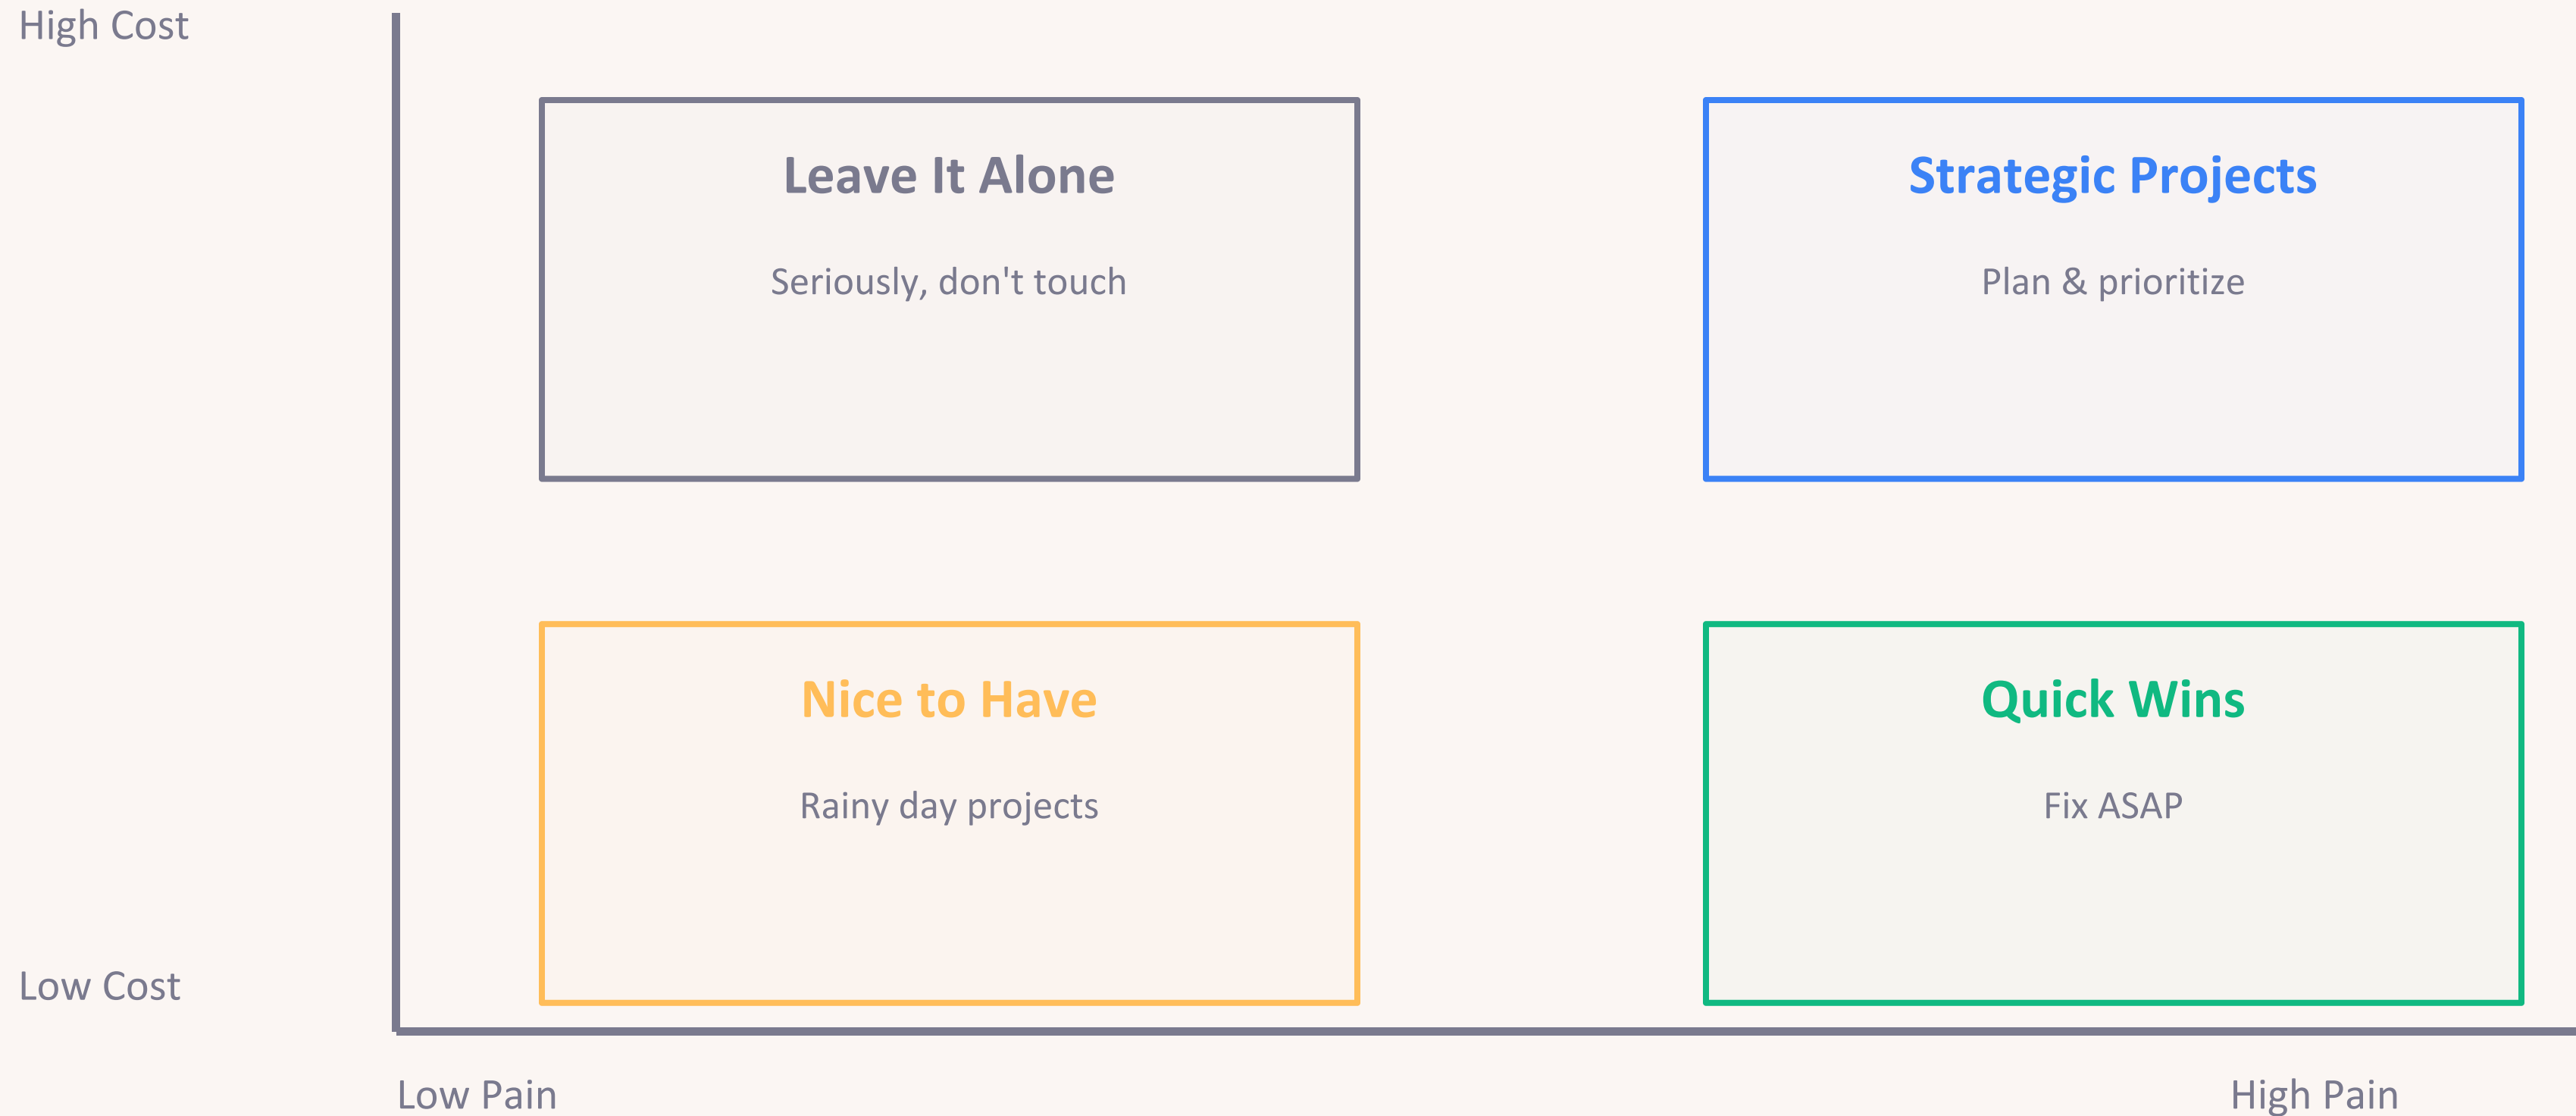 High Cost
Leave It Alone
Seriously, don't touch
Strategic Projects
Plan & prioritize
Nice to Have
Rainy day projects
Quick Wins
Fix ASAP
Low Cost
Low Pain
High Pain